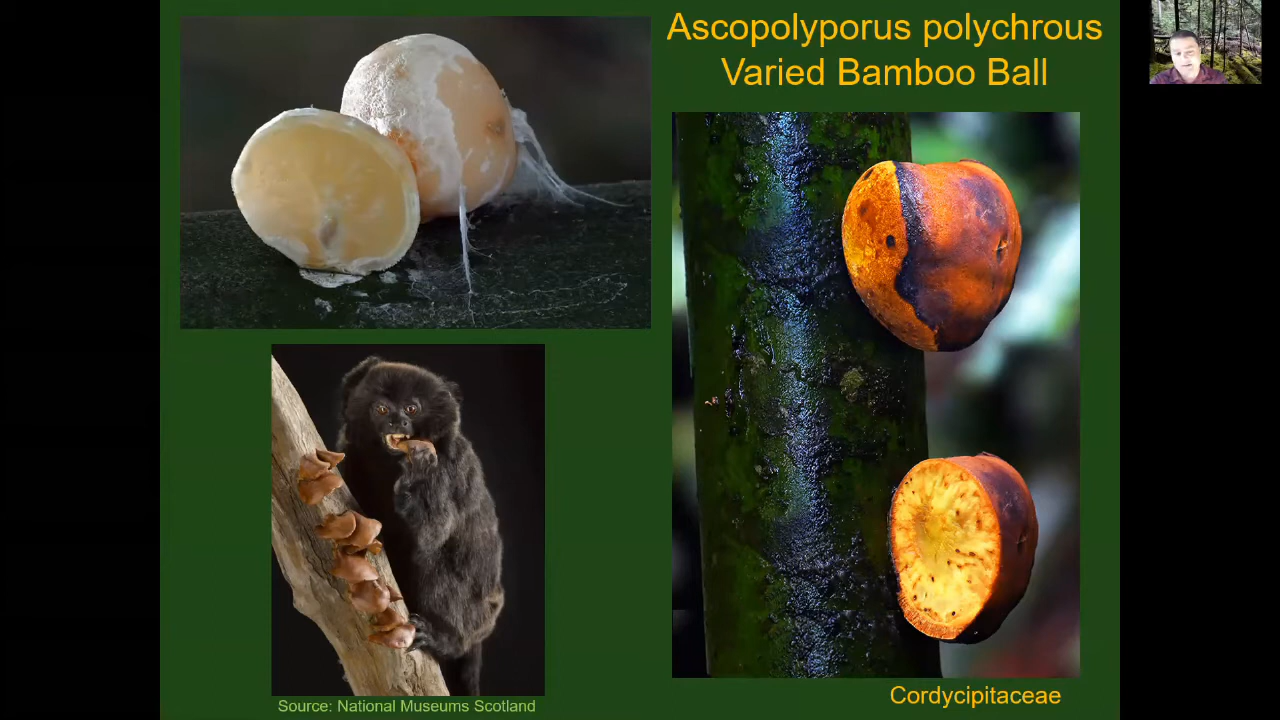 Ascopolyporus polychrous
Varied Bamboo Ball
Source: National Museums Scotland
Cordycipitaceae